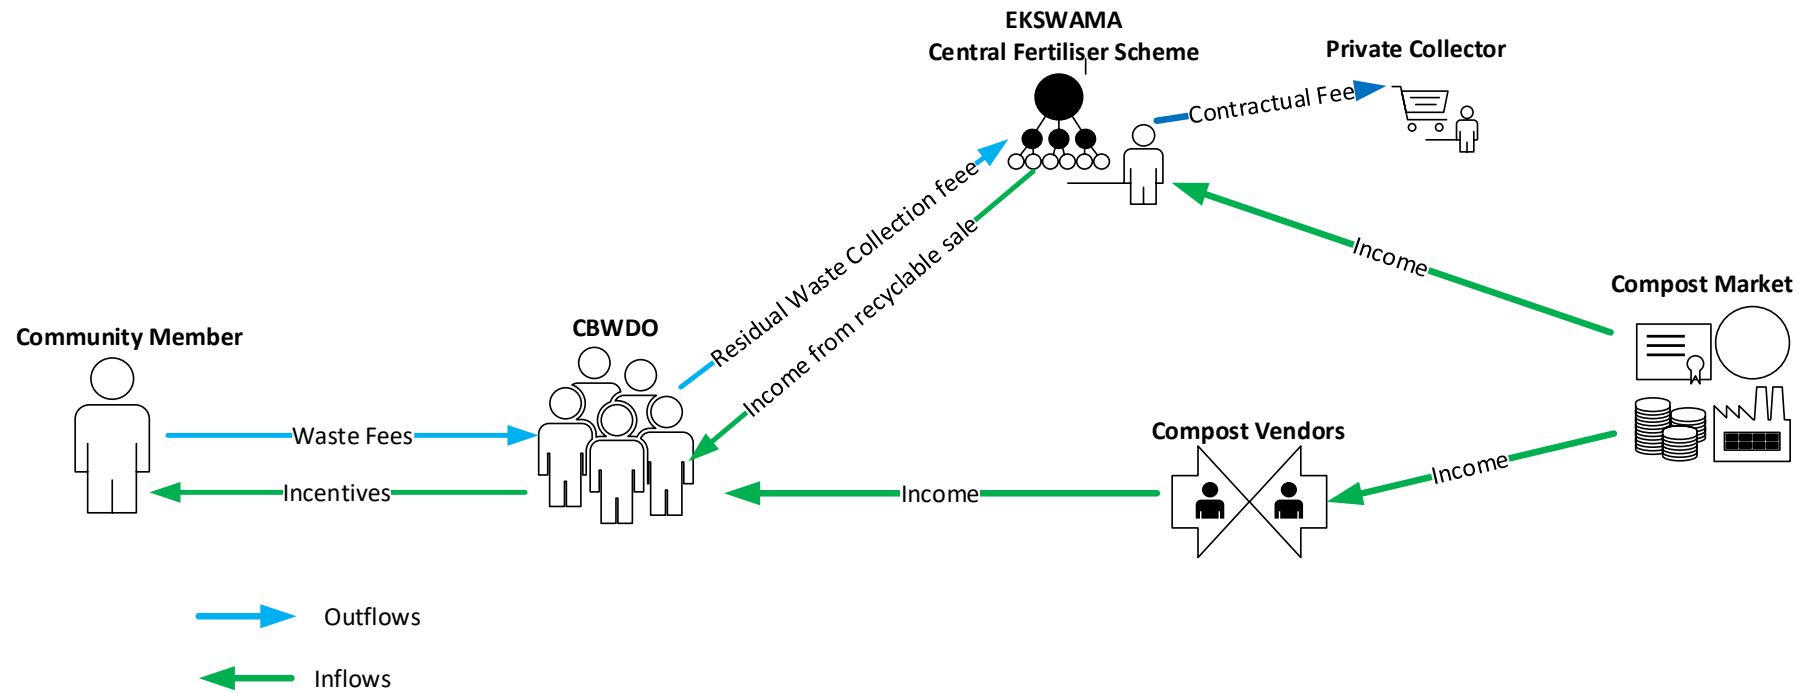 EKSWAMA
Central Fertiliser Scheme
Private Collector
Contractual Fee
Residual Waste Collection feee
Income from recyclable sale
Income
Compost Market
Community Member
CBWDO
Waste Fees
Incentives
Compost Vendors
Income
Income
Outflows
Inflows